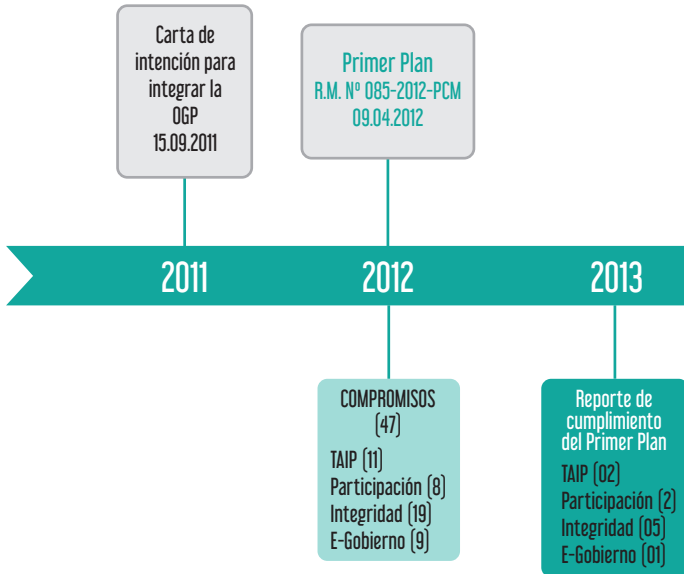 Carta de
intención para
integrar la
OGP
15.09.2011
Primer Plan
R.M. Nº 085-2012-PCM
09.04.2012
2011
2012
2013
COMPROMISOS
(47)
TAIP (11)
Participación (8)
Integridad (19)
E-Gobierno (9)
Reporte de
cumplimiento
del Primer Plan
TAIP (02)
Participación (2)
Integridad (05)
E-Gobierno (01)